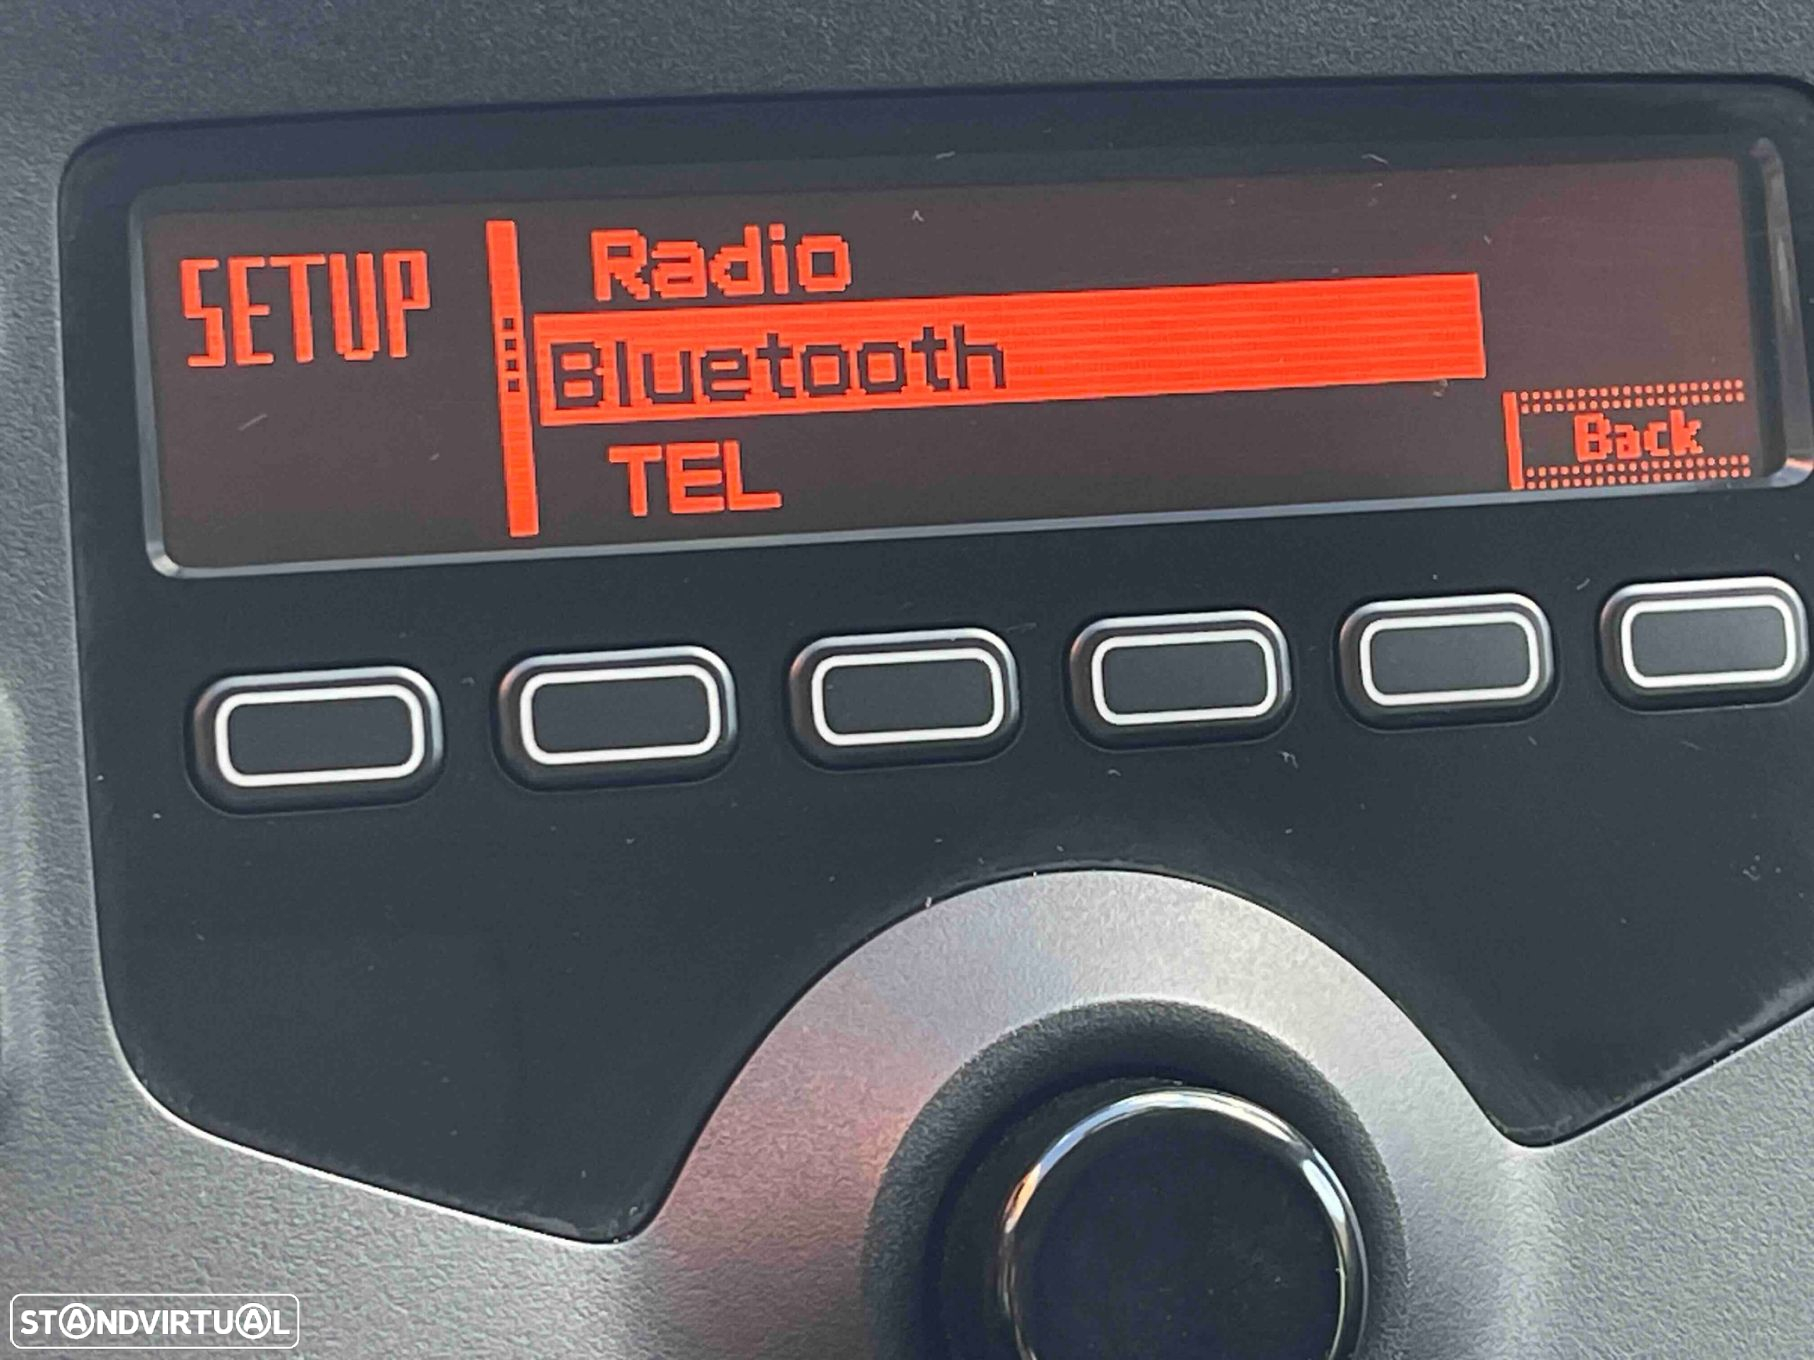 SETUP
Radio
Bluetooth
TEL
Back
STANDVIRTUAL